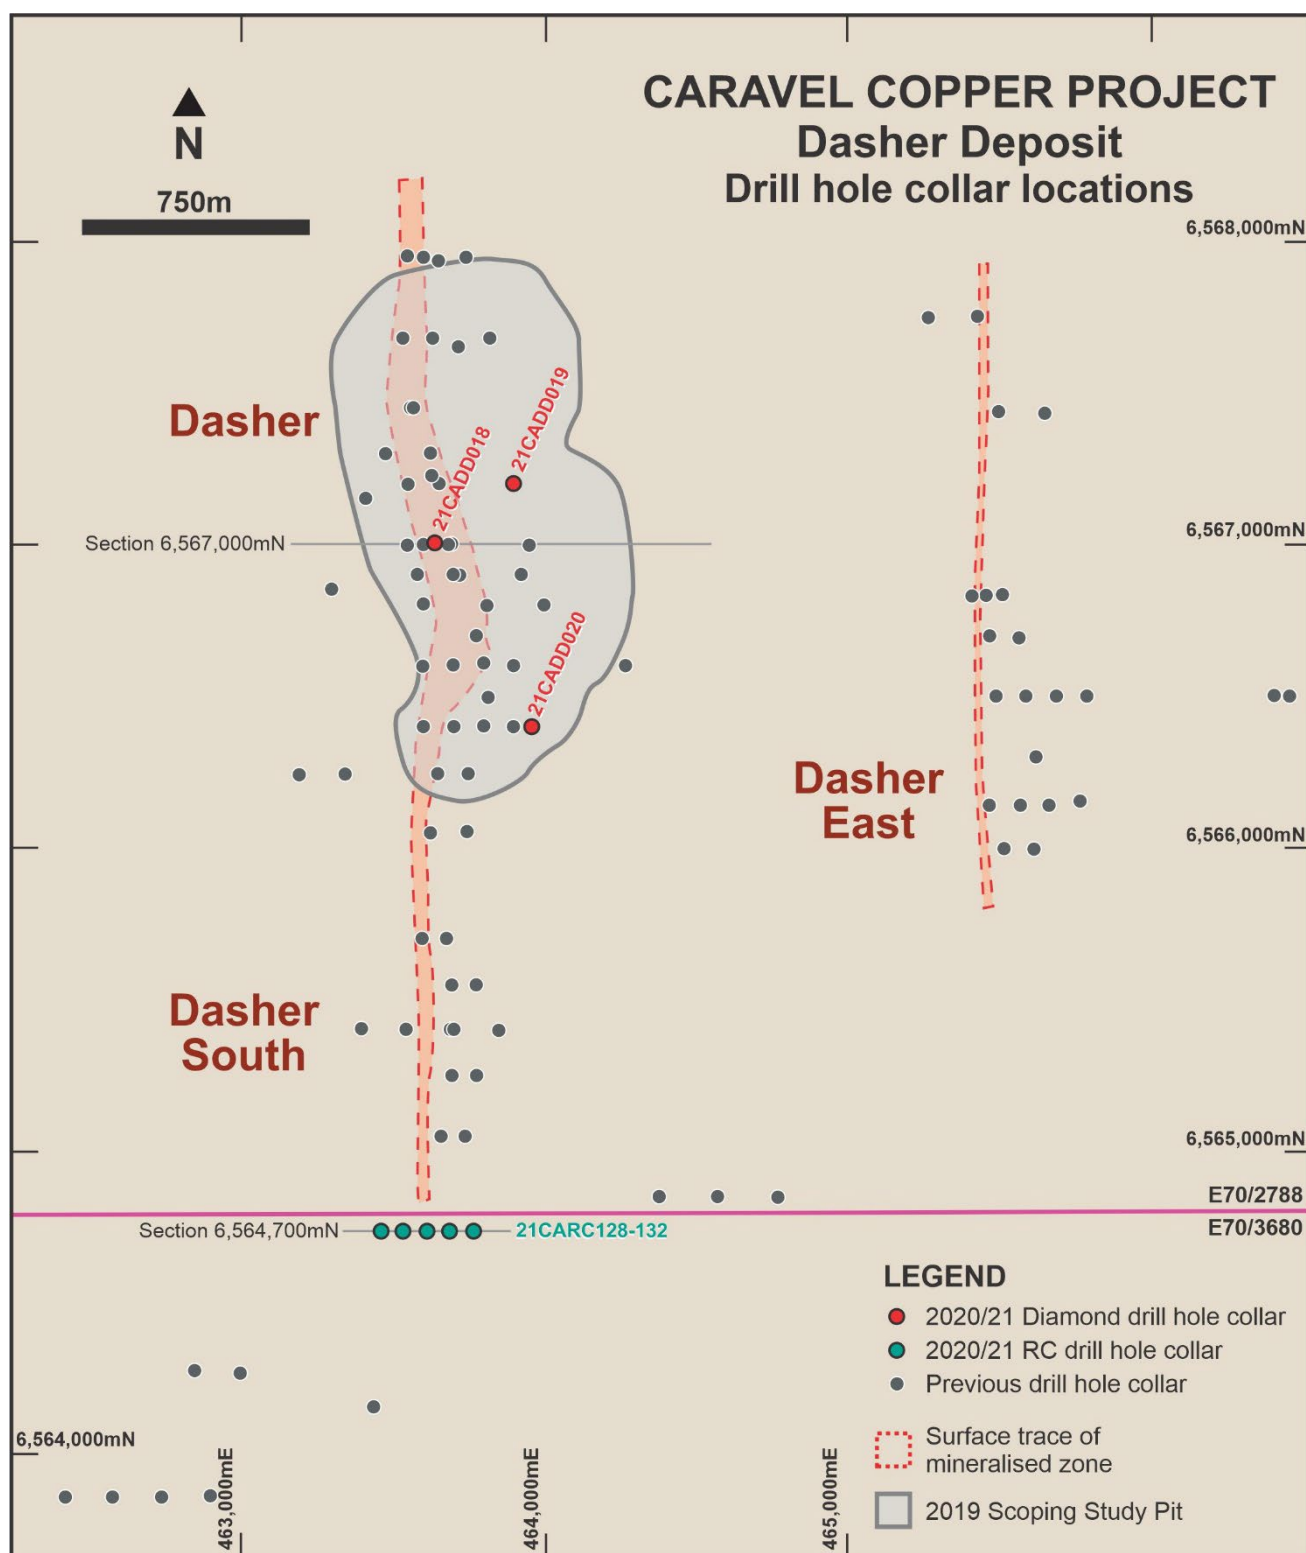 CARAVEL COPPER PROJECT
Dasher Deposit
Drill hole collar locations
N
750m
6,568,000mN
21CADD019
Dasher
21CADD018
Section 6,567,000mN
6,567,000mN
21CADD020
Dasher
East
6,566,000mN
Dasher
South
6,565,000mN
E70/2788
E70/3680
Section 6,564,700mN
21CARC128-132
LEGEND
2020/21 Diamond drill hole collar
2020/21 RC drill hole collar
Previous drill hole collar
Surface trace of
mineralised zone
2019 Scoping Study Pit
6,564,000mN
463,000mE
464,000mE
465,000mE